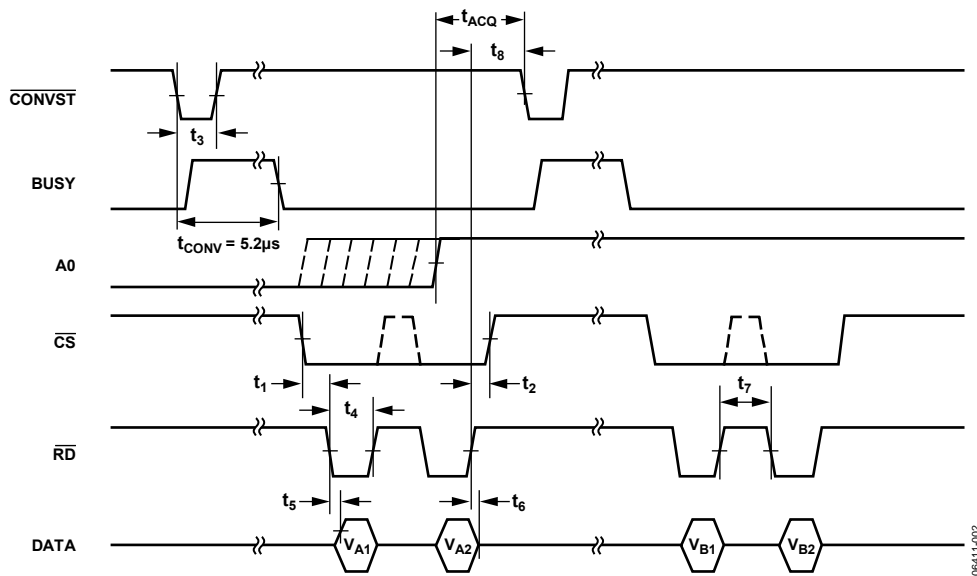 tACQ
t8
CONVST
t3
BUSY
tCONV = 5.2µs
A0
CS
t1
t4
t2
t7
RD
t5
t6
DATA
VA1
VA2
VB1
VB2
06411-002